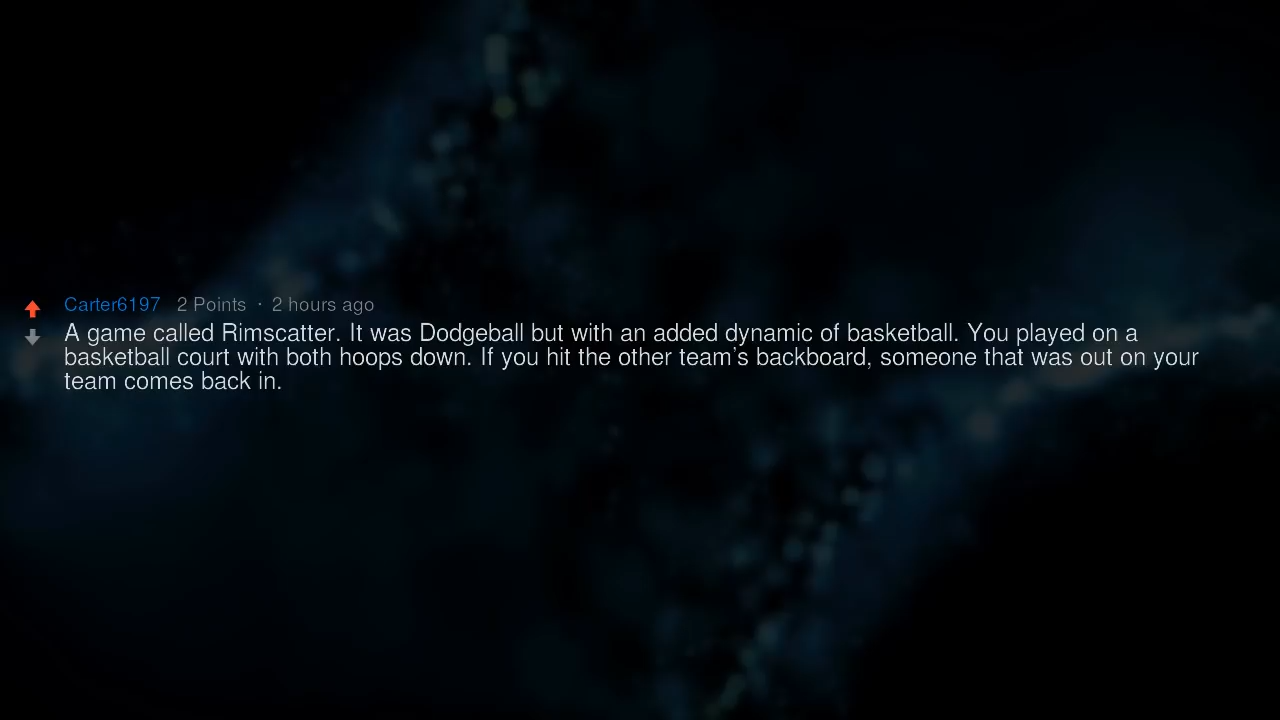 Carter6197 2 Points · 2 hours ago
A game called Rimscatter. It was Dodgeball but with an added dynamic of basketball. You played on a
basketball court with both hoops down. If you hit the other team's backboard, someone that was out on your
team comes back in.